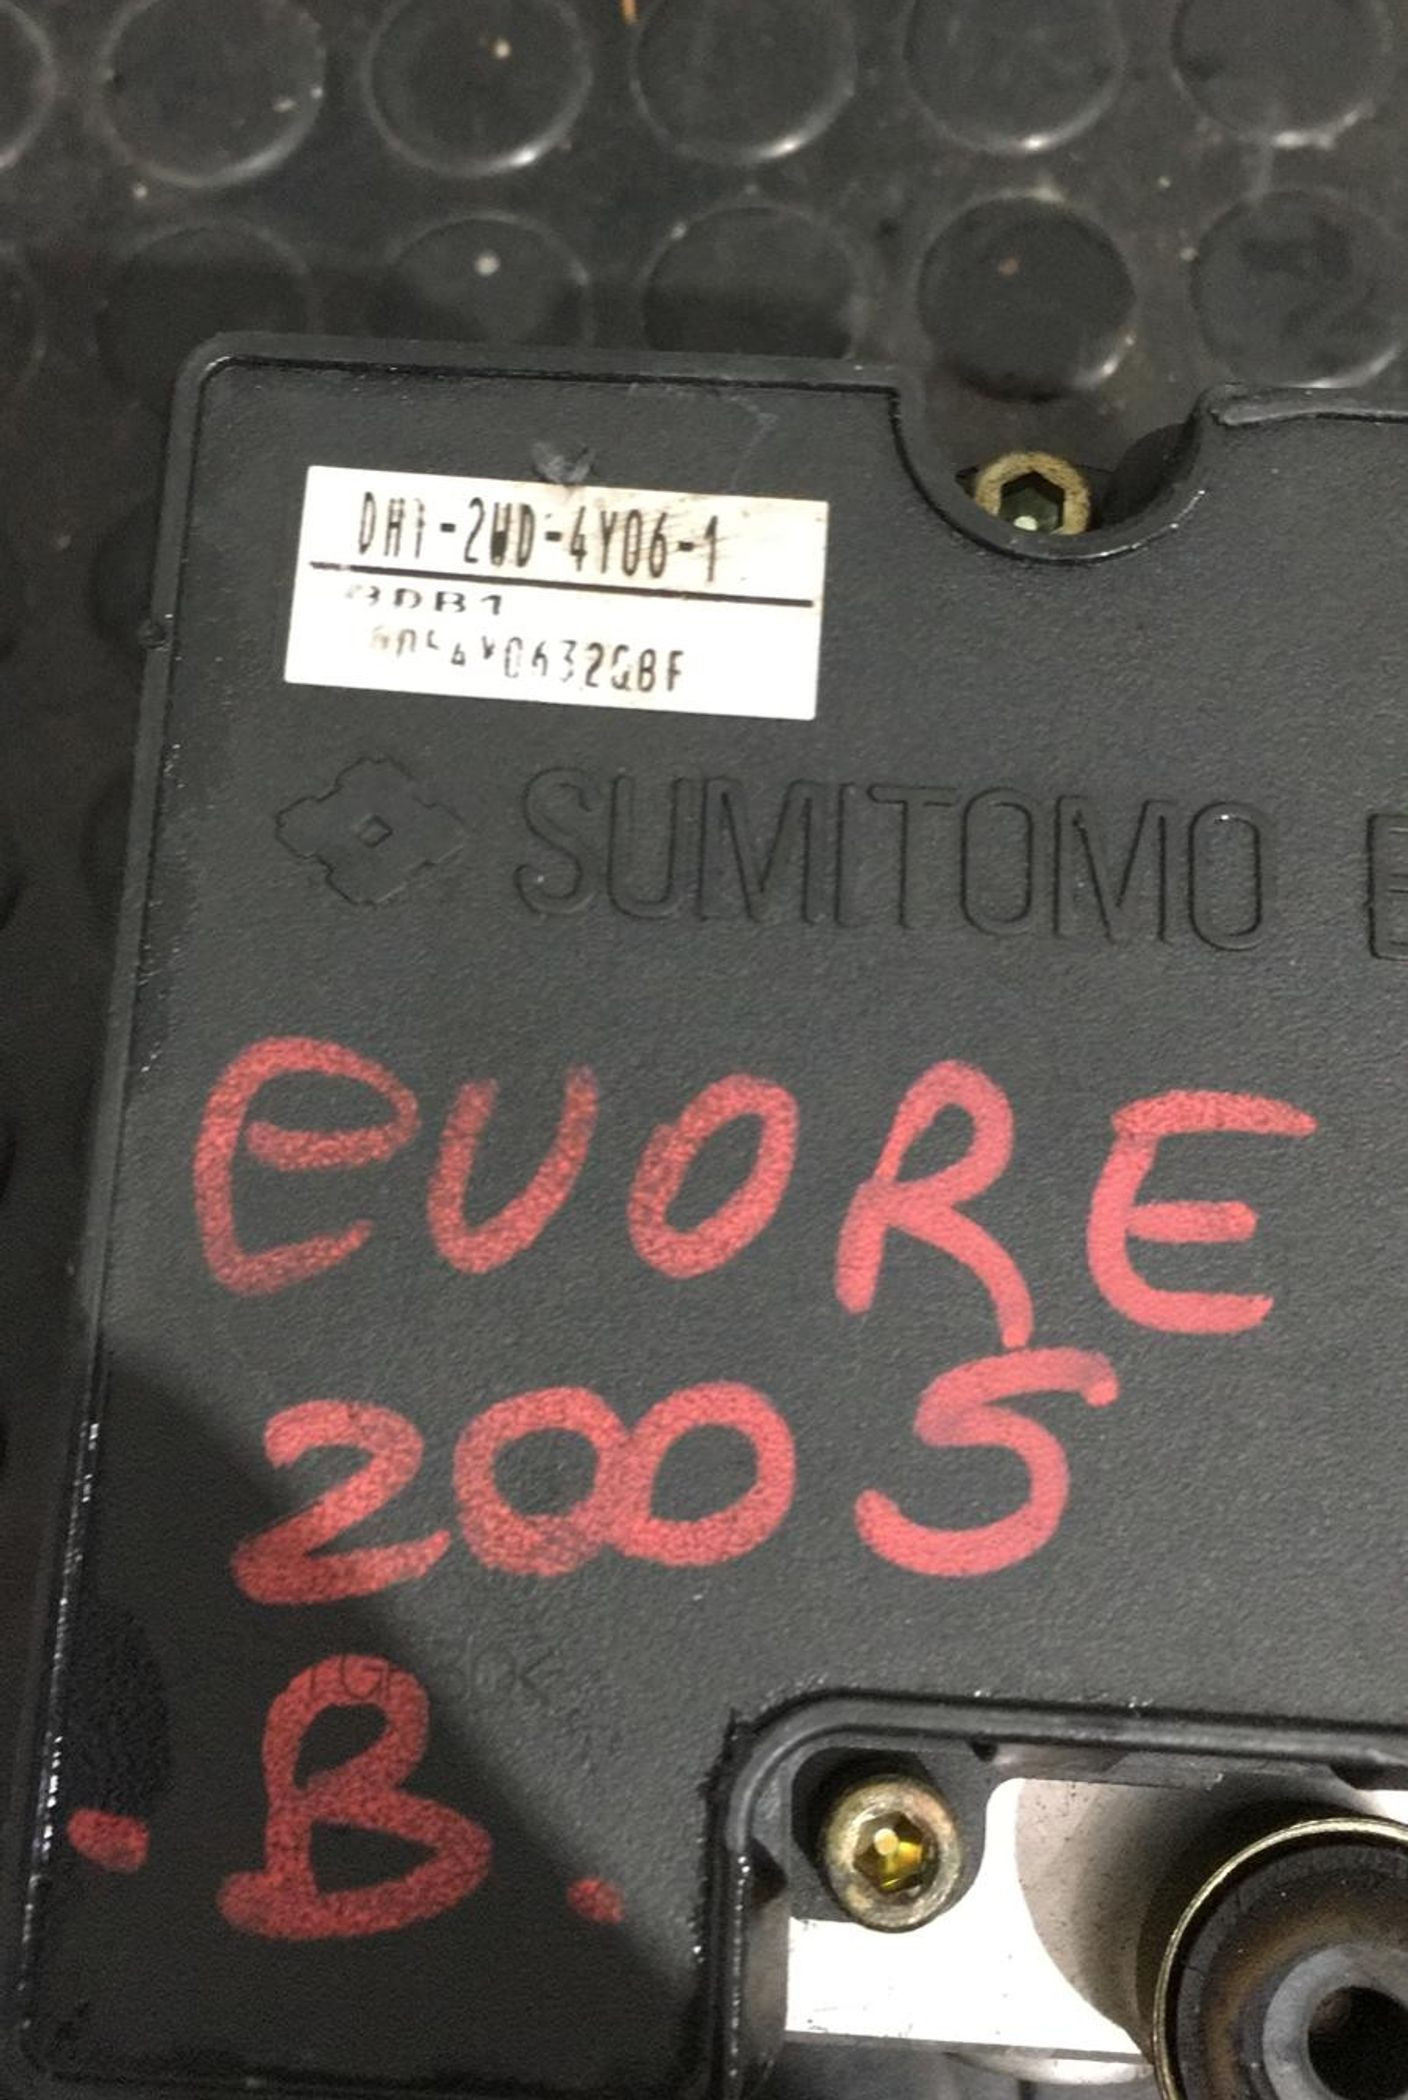 DH1-2WD-4Y06-1
SUMITOMO E
EVORE
2005
.B.